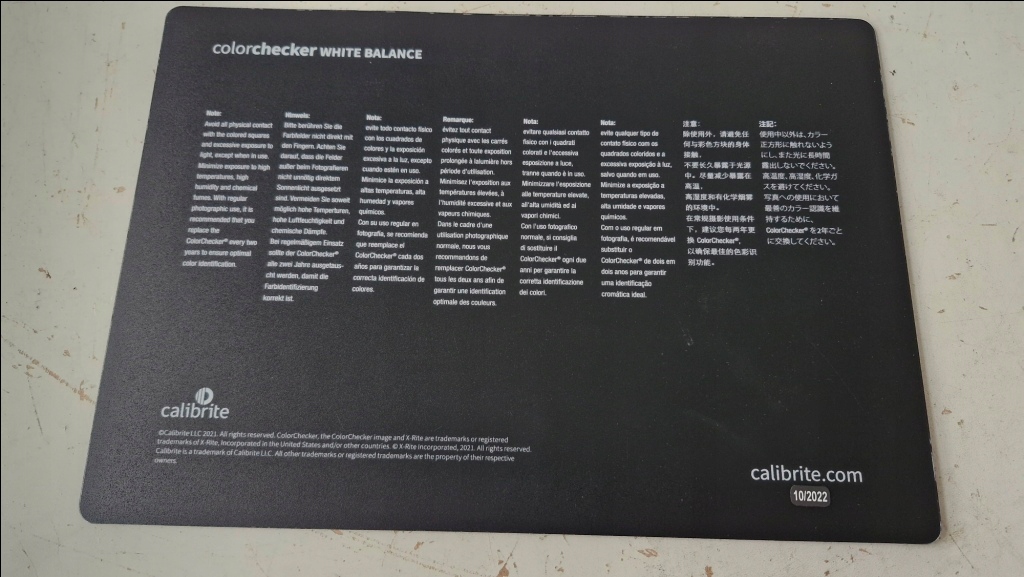 colorchecker WHITE BALANCE
Nota:
Avoid all physical contact
with the colored squares
and excessive exposure to
light, except when in use.
Minimize exposure to high
temperatures, high
humidity and chemical
fumes. With regular
photographic use, it is
recommended that you
replace the
ColorChecker® every two
years to ensure optimal
color identification.
Hinweis:
Bitte berühren Sie die
Farbfelder nicht direkt mit
den Fingern. Achten Sie
darauf, dass die Felder
außer beim Fotografieren
nicht unnötig direktem
Sonnenlicht ausgesetzt
sind. Vermeiden Sie soweit
möglich hohe Temperturen,
hohe Luftfeuchtigkeit und
chemische Dämpfe.
Bei regelmäßigem Einsatz
sollte der ColorChecker®
alle zwei Jahre ausgetaus-
cht werden, damit die
Farbidentifizierung
korrekt ist.
Nota:
evite todo contacto físico
con los cuadrados de
colores y la exposición
excesiva a la luz, excepto
cuando estén en uso.
Minimice la exposición a
altas temperaturas, alta
humedad y vapores
químicos.
Con su uso regular en
fotografía, se recomienda
que reemplace el
ColorChecker® cada dos
años para garantizar la
correcta identificación de
colores.
Remarque:
évitez tout contact
physique avec les carrés
colorés et toute exposition
prolongée à lalumière hors
période d'utilisation.
Minimisez l'exposition aux
températures élevées, à
l'humidité excessive et aux
vapeurs chimiques.
Dans le cadre d'une
utilisation photographique
normale, nous vous
recommandons de
remplacer ColorChecker®
tous les deux ans afin de
garantir une identification
optimale des couleurs.
Nota:
evitare qualsiasi contatto
fisico con i quadrati
colorati e l'eccessiva
esposizione a luce,
tranne quando è in uso.
Minimizzare l'esposizione
alle temperature elevate,
all'alta umidità ed ai
vapori chimici.
Con l'uso fotografico
normale, si consiglia
di sostituire il
ColorChecker® ogni due
anni per garantire la
corretta identificazione
dei colori.
Nota:
evite qualquer tipo de
contato físico com os
quadrados coloridos e a
excessiva exposição à luz,
salvo quando em uso.
Minimize a exposição a
temperaturas elevadas,
alta umidade e vapores
químicos.
Com o uso regular em
fotografia, é recomendável
substituir o
ColorChecker® de dois em
dois anos para garantir
uma identificação
cromática ideal.
注意:
除使用外，请避免任
何与彩色方块的身体
接触。
不要长久暴露于光源
中。尽量减少暴露在
高温，
高湿度和有化学烟雾
的环境中。
在常规摄影使用条件
下，建议您每两年更
换 ColorChecker®，
以确保最佳的色彩识
别功能。
注記:
使用中以外は、カラー
正方形に触れないよう
にし、また光に長時間
露出しないでください。
高温度、高湿度、化学ガ
スを避けてください。
写真への使用において
最善のカラー認識を維
持するために、
ColorChecker® を2年ごと
に交換してください。
calibrite
©Calibrite LLC 2021. All rights reserved. ColorChecker, the ColorChecker image and X-Rite are trademarks or registered
trademarks of X-Rite, Incorporated in the United States and/or other countries. © X-Rite Incorporated, 2021. All rights reserved.
Calibrite is a trademark of Calibrite LLC. All other trademarks or registered trademarks are the property of their respective
owners.
calibrite.com
10/2022